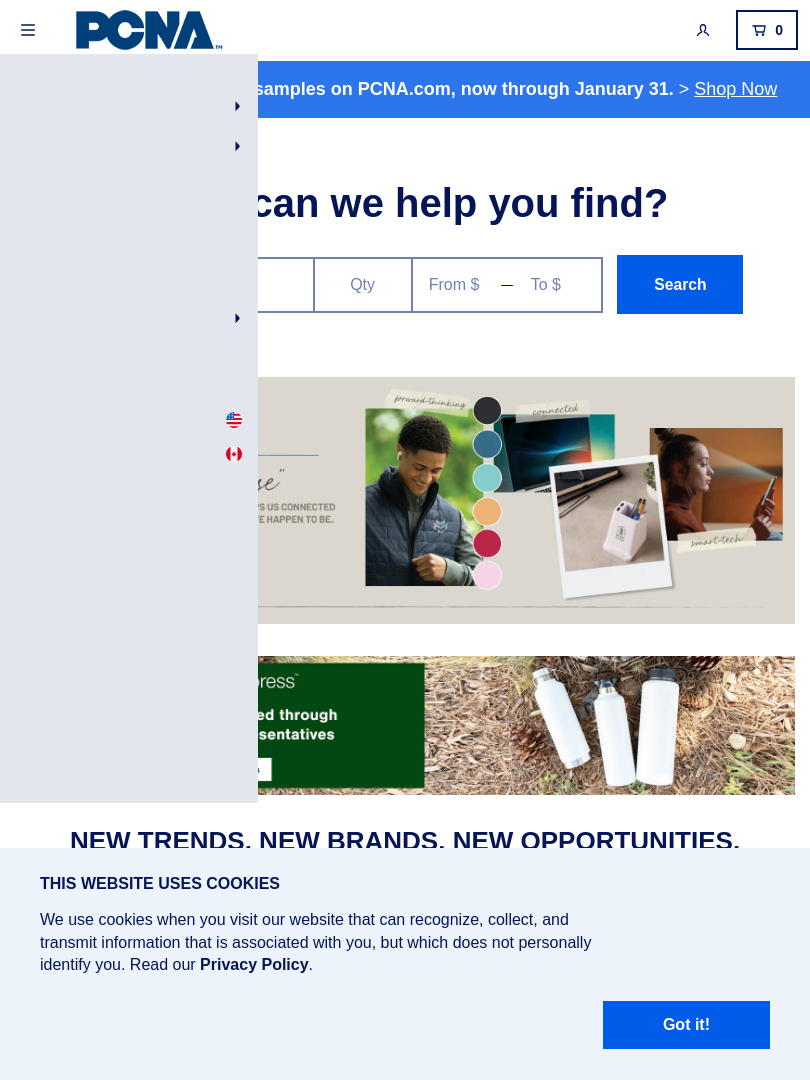 PCNA™
0
samples on PCNA.com, now through January 31. > Shop Now
can we help you find?
Qty
From $ — To $
Search
forward-thinking
connected
se"
PS US CONNECTED
E HAPPEN TO BE.
smart-tech
press™
ed through
sentatives
NEW TRENDS. NEW BRANDS. NEW OPPORTUNITIES.
THIS WEBSITE USES COOKIES
We use cookies when you visit our website that can recognize, collect, and
transmit information that is associated with you, but which does not personally
identify you. Read our Privacy Policy.
Got it!